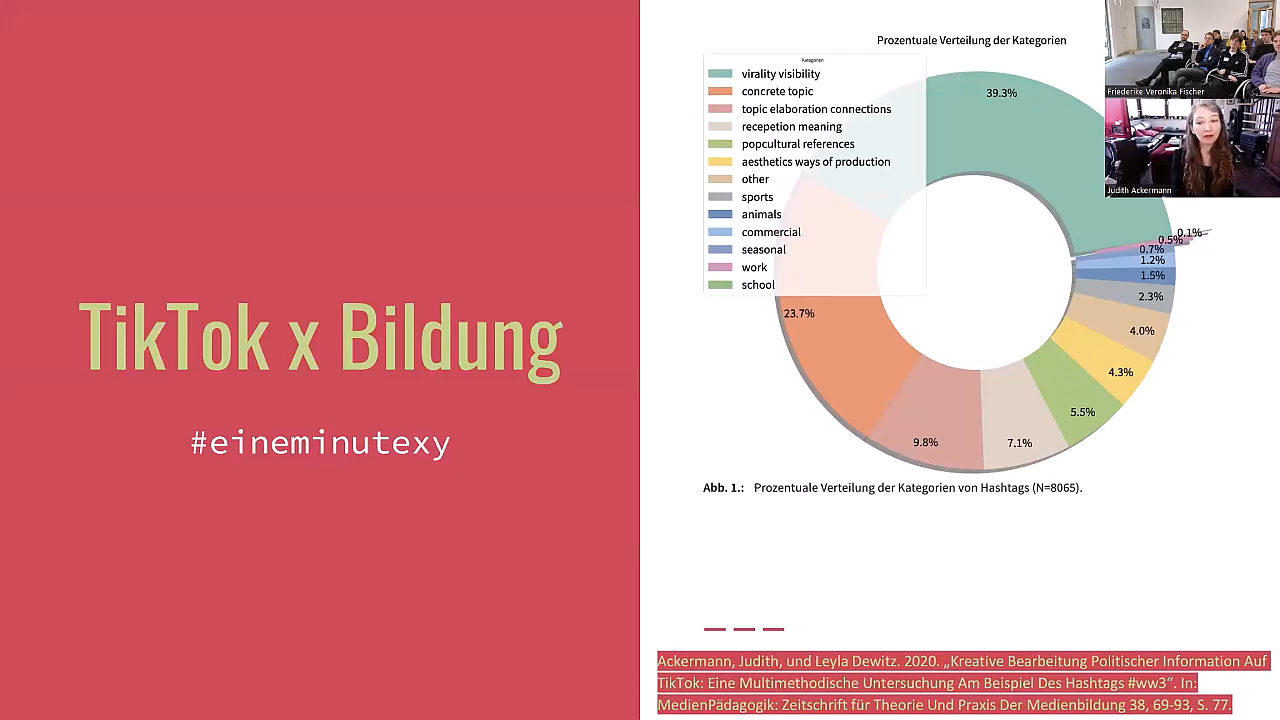 TikTok x Bildung
#eineminutexy
Prozentuale Verteilung der Kategorien
Kategorien
virality visibility
concrete topic
topic elaboration connections
recepetion meaning
popcultural references
aesthetics ways of production
other
sports
animals
commercial
seasonal
work
school
39.3%
0.1%
0.5%
0.7%
1.2%
1.5%
2.3%
4.0%
4.3%
5.5%
7.1%
9.8%
23.7%
Abb. 1.: Prozentuale Verteilung der Kategorien von Hashtags (N=8065).
Ackermann, Judith, und Leyla Dewitz. 2020. „Kreative Bearbeitung Politischer Information Auf
TikTok: Eine Multimethodische Untersuchung Am Beispiel Des Hashtags #ww3“. In:
MedienPädagogik: Zeitschrift für Theorie Und Praxis Der Medienbildung 38, 69-93, S. 77.
Friederike Veronika Fischer
Judith Ackermann